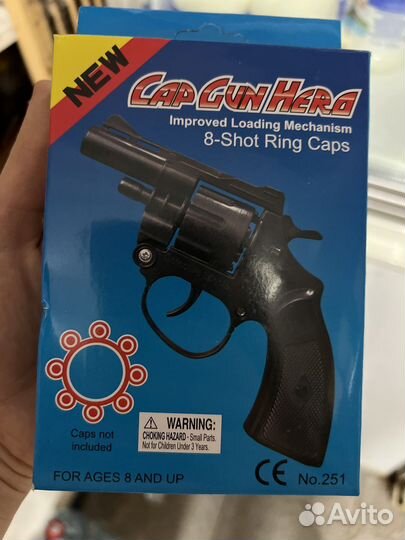 NEW
CAP GUN HERO
Improved Loading Mechanism
8-Shot Ring Caps
Caps not
included
WARNING:
CHOKING HAZARD - Small Parts.
Not for Children Under 3 Years.
FOR AGES 8 AND UP
CE
No.251
Avito